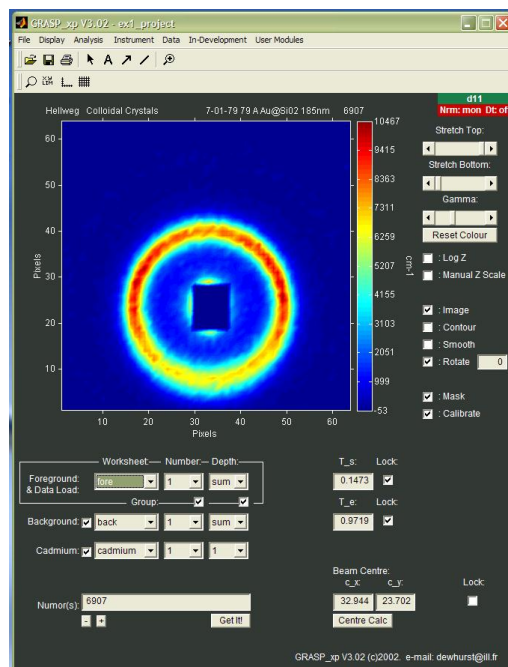 GRASP_xp V3.02 - ex1_project
File Display Analysis Instrument Data In-Development User Modules
Hellweg Colloidal Crystals 7-01-79 79 A Au@Si02 185nm 6907
d11
Nrm: mon Dt: off
Stretch Top:
Stretch Bottom:
Gamma:
Reset Colour
: Log Z
: Manual Z Scale
: Image
: Contour
: Smooth
: Rotate 0
: Mask
: Calibrate
60
50
40
30
20
10
Pixels
10 20 30 40 50 60
Pixels
10467
9415
8363
7311
6259
5207
4155
3103
2051
999
-53
cm-1
Worksheet: Number: Depth:
Foreground: & Data Load: fore 1 sum
Group:
Background: back 1 sum
Cadmium: cadmium 1 1
T_s: Lock:
0.1473
T_e: Lock:
0.9719
Beam Centre:
c_x: c_y: Lock:
32.944 23.702
Centre Calc
Numor(s): 6907
- + Get It!
GRASP_xp V3.02 (c)2002. e-mail: dewhurst@ill.fr